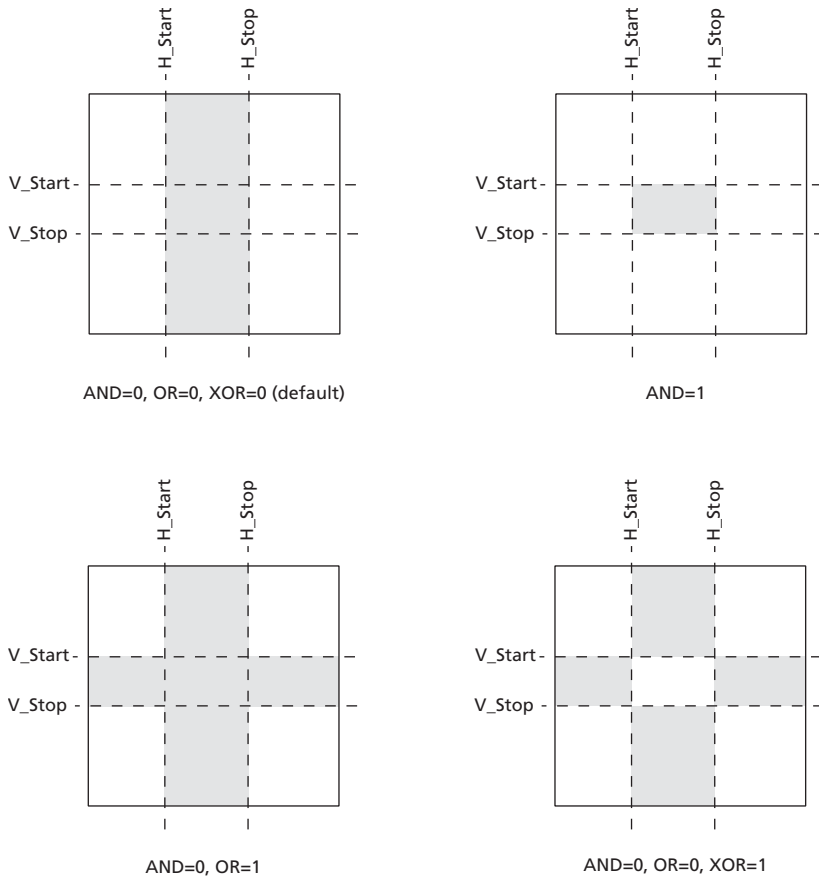 H_Start
H_Stop
V_Start
V_Stop
AND=0, OR=0, XOR=0 (default)
H_Start
H_Stop
V_Start
V_Stop
AND=1
H_Start
H_Stop
V_Start
V_Stop
AND=0, OR=1
H_Start
H_Stop
V_Start
V_Stop
AND=0, OR=0, XOR=1